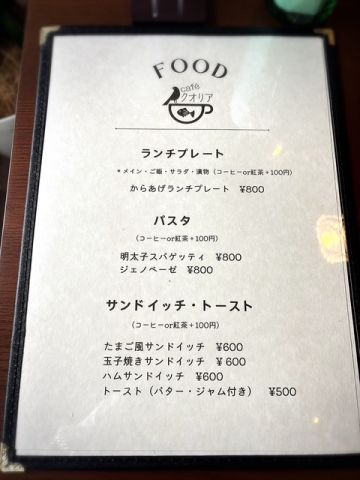 FOOD
café
クオリア
ランチプレート
*メイン・ご飯・サラダ・漬物（コーヒーor紅茶+100円）
からあげランチプレート ¥800
パスタ
（コーヒーor紅茶+100円）
明太子スパゲッティ ¥800
ジェノベーゼ ¥800
サンドイッチ・トースト
（コーヒーor紅茶+100円）
たまご風サンドイッチ ¥600
玉子焼きサンドイッチ ¥600
ハムサンドイッチ ¥600
トースト（バター・ジャム付き） ¥500